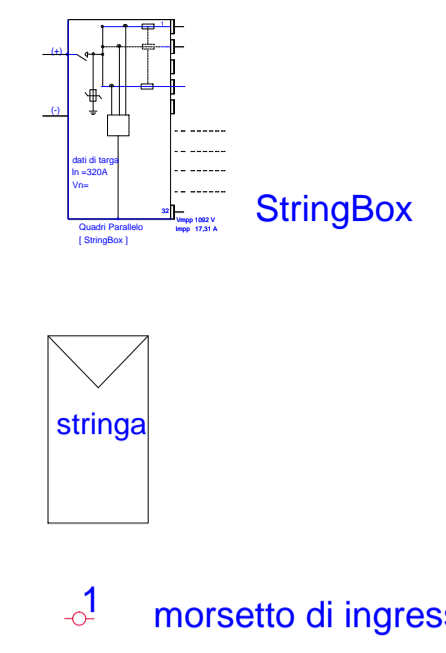 1
(+)
(-)
dati di targa
In =320A
Vn=
32
Vmpp 1092 V
Impp 17,31 A
Quadri Parallelo
[ StringBox ]
StringBox
stringa
1
morsetto di ingress